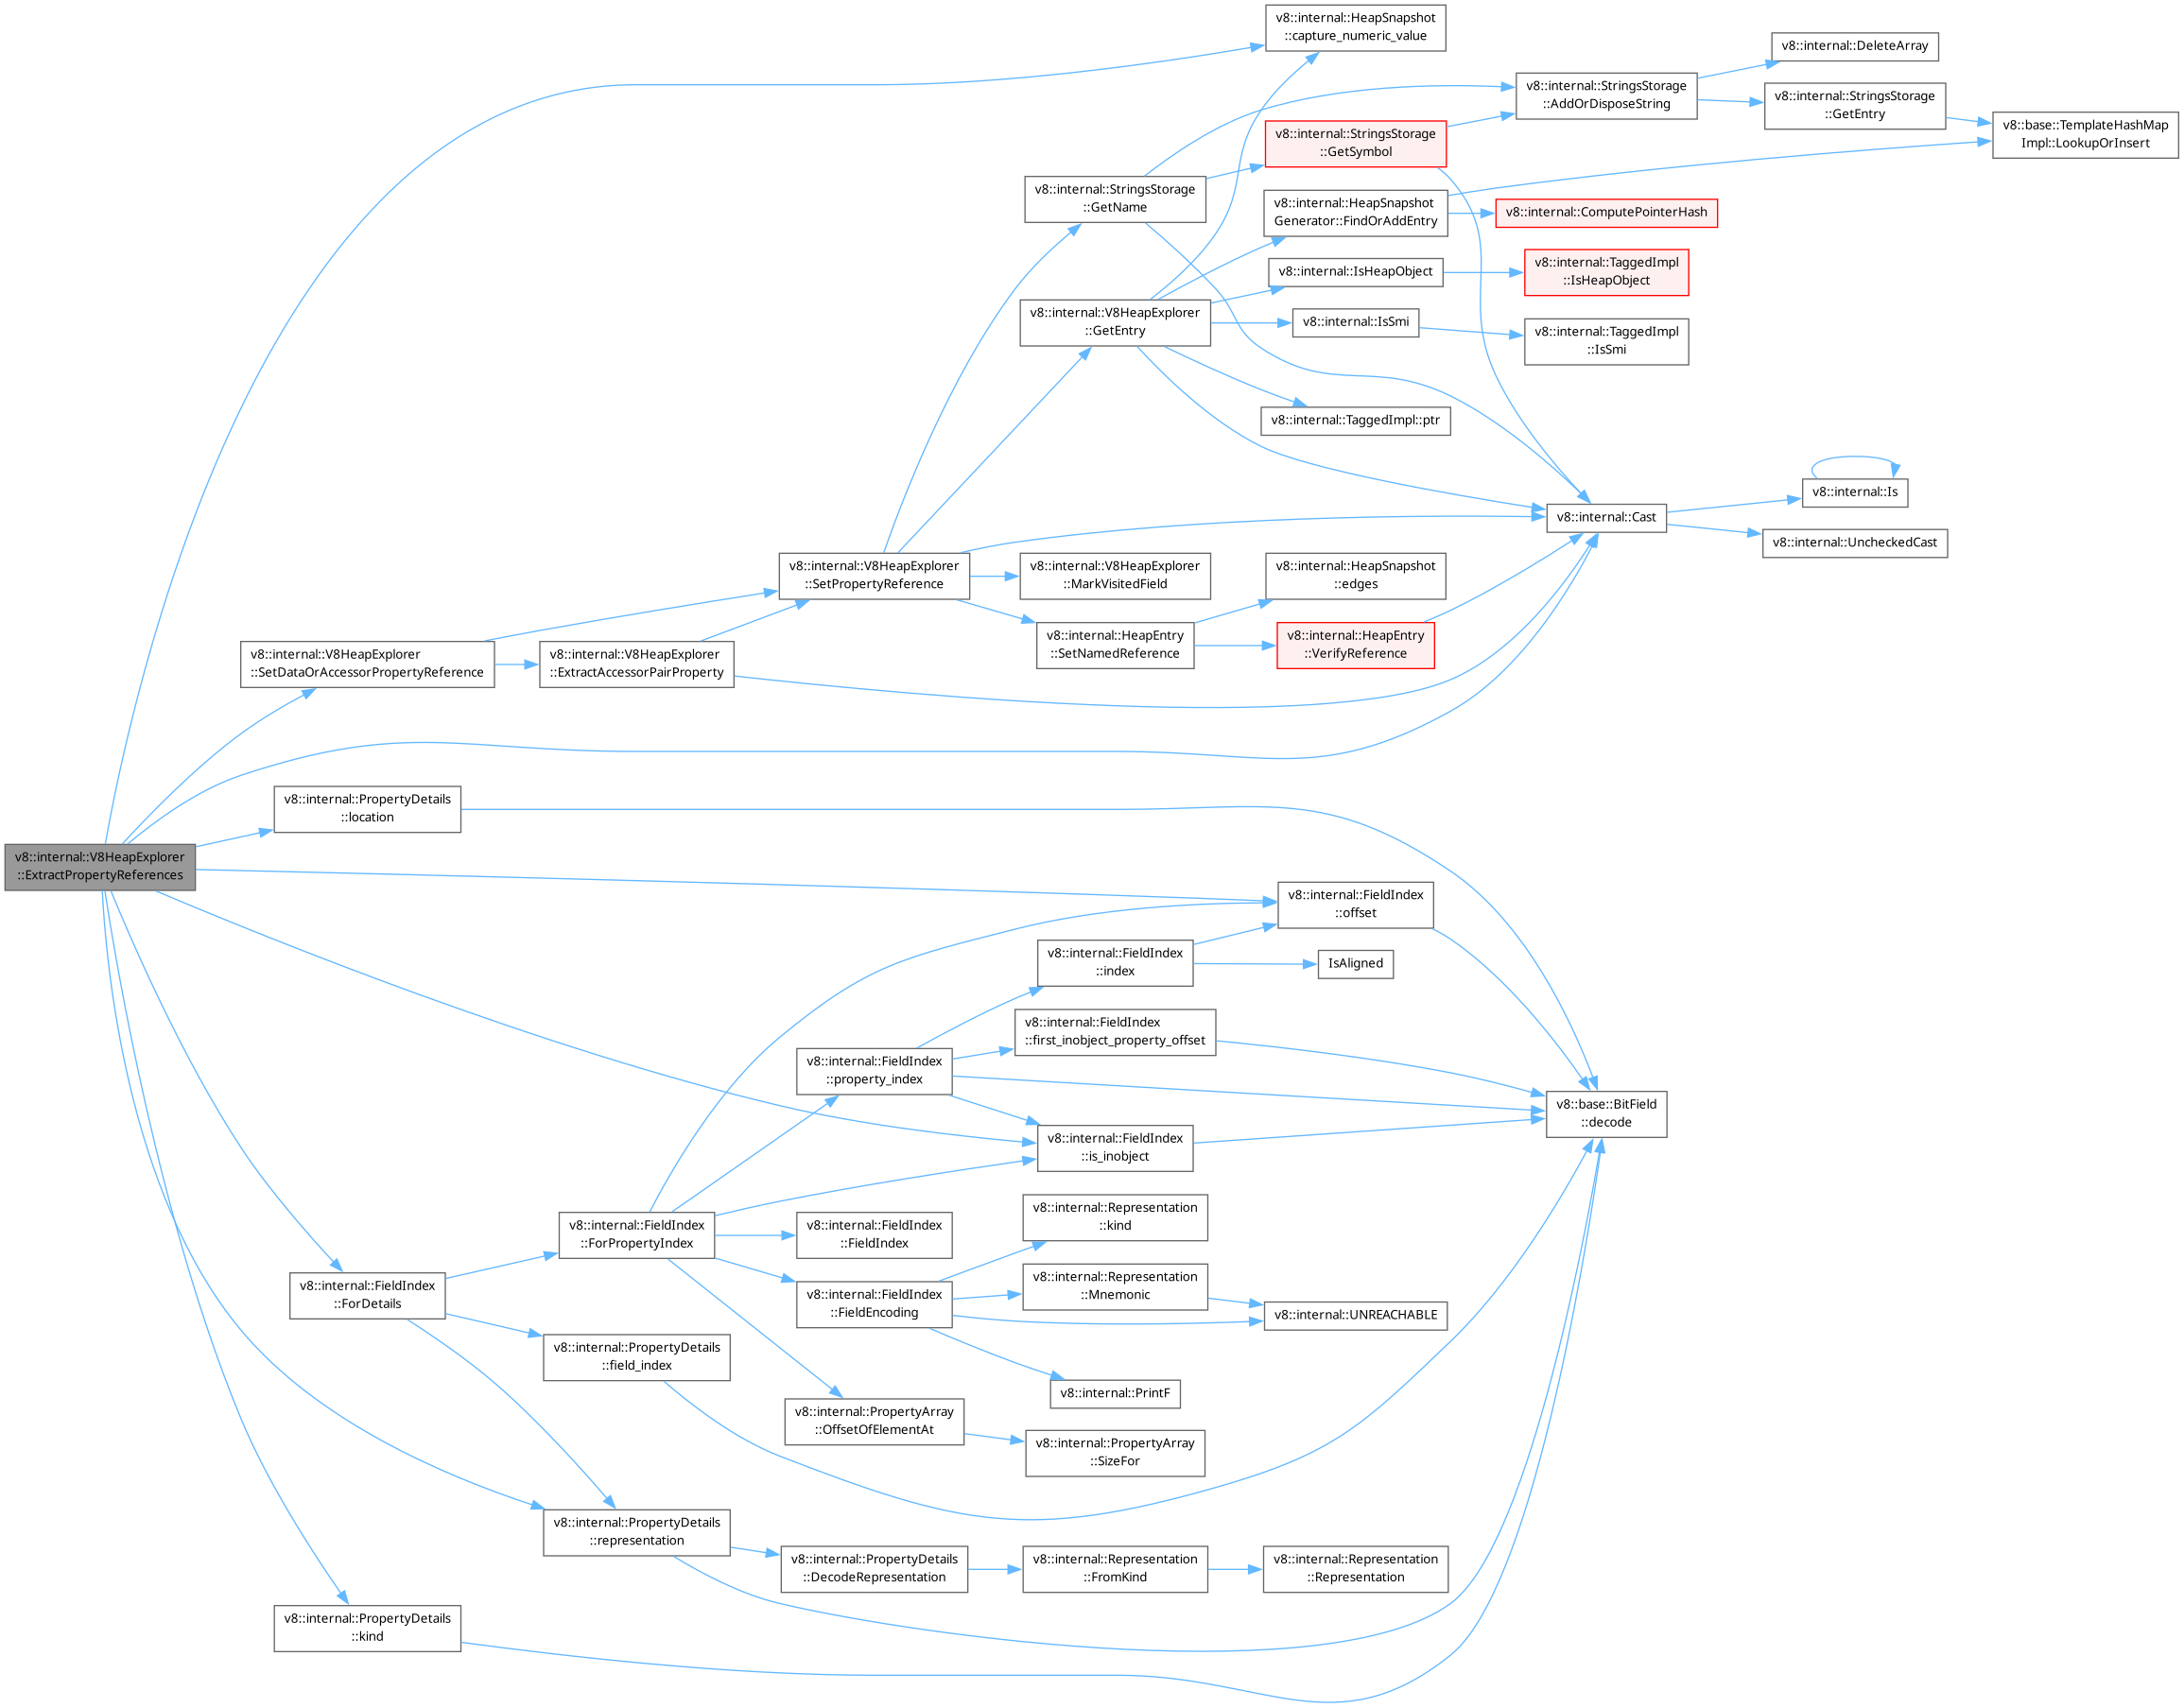 v8::internal::V8HeapExplorer
::ExtractPropertyReferences
v8::internal::HeapSnapshot
::capture_numeric_value
v8::internal::V8HeapExplorer
::SetDataOrAccessorPropertyReference
v8::internal::V8HeapExplorer
::ExtractAccessorPairProperty
v8::internal::V8HeapExplorer
::SetPropertyReference
v8::internal::StringsStorage
::GetName
v8::internal::V8HeapExplorer
::GetEntry
v8::internal::V8HeapExplorer
::MarkVisitedField
v8::internal::HeapEntry
::SetNamedReference
v8::internal::StringsStorage
::GetSymbol
v8::internal::HeapSnapshot
Generator::FindOrAddEntry
v8::internal::IsHeapObject
v8::internal::IsSmi
v8::internal::TaggedImpl::ptr
v8::internal::HeapSnapshot
::edges
v8::internal::HeapEntry
::VerifyReference
v8::internal::StringsStorage
::AddOrDisposeString
v8::internal::ComputePointerHash
v8::internal::TaggedImpl
::IsHeapObject
v8::internal::TaggedImpl
::IsSmi
v8::internal::Cast
v8::internal::DeleteArray
v8::internal::StringsStorage
::GetEntry
v8::base::TemplateHashMap
Impl::LookupOrInsert
v8::internal::Is
v8::internal::UncheckedCast
v8::internal::PropertyDetails
::location
v8::internal::FieldIndex
::offset
v8::internal::FieldIndex
::index
IsAligned
v8::internal::FieldIndex
::first_inobject_property_offset
v8::internal::FieldIndex
::property_index
v8::internal::FieldIndex
::is_inobject
v8::base::BitField
::decode
v8::internal::FieldIndex
::ForPropertyIndex
v8::internal::FieldIndex
::FieldIndex
v8::internal::Representation
::kind
v8::internal::FieldIndex
::ForDetails
v8::internal::FieldIndex
::FieldEncoding
v8::internal::Representation
::Mnemonic
v8::internal::UNREACHABLE
v8::internal::PropertyDetails
::field_index
v8::internal::PrintF
v8::internal::PropertyArray
::OffsetOfElementAt
v8::internal::PropertyArray
::SizeFor
v8::internal::PropertyDetails
::representation
v8::internal::PropertyDetails
::DecodeRepresentation
v8::internal::Representation
::FromKind
v8::internal::Representation
::Representation
v8::internal::PropertyDetails
::kind